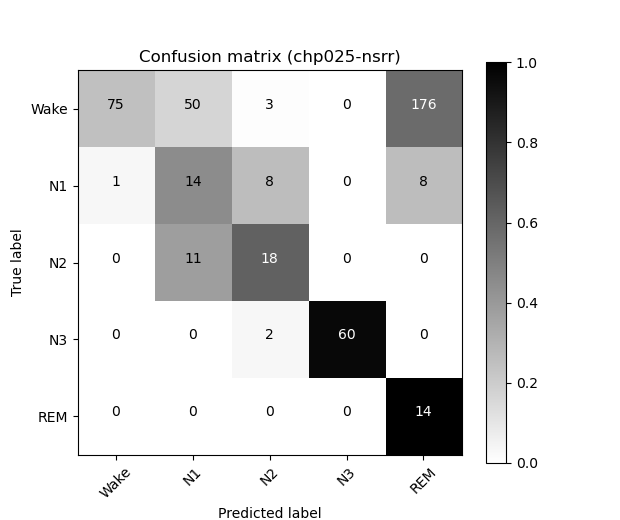 Confusion matrix (chp025-nsrr)
Wake 75 50 3 0 176
N1 1 14 8 0 8
N2 0 11 18 0 0
N3 0 0 2 60 0
REM 0 0 0 0 14
Wake N1 N2 N3 REM
Predicted label
True label
1.0
0.8
0.6
0.4
0.2
0.0